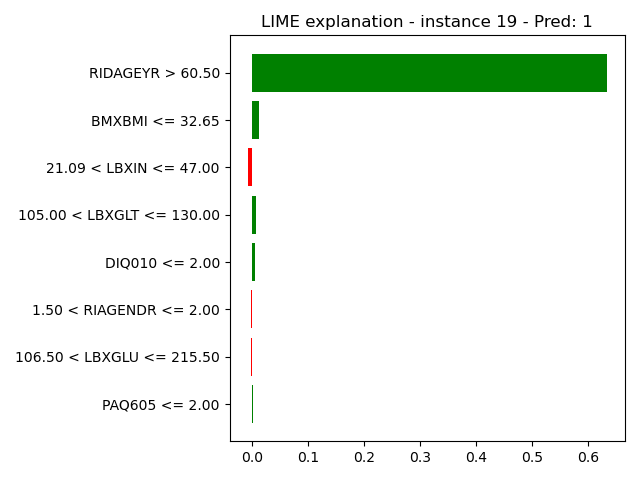 LIME explanation - instance 19 - Pred: 1
RIDAGEYR > 60.50
BMXBMI <= 32.65
21.09 < LBXIN <= 47.00
105.00 < LBXGLT <= 130.00
DIQ010 <= 2.00
1.50 < RIAGENDR <= 2.00
106.50 < LBXGLU <= 215.50
PAQ605 <= 2.00
0.0 0.1 0.2 0.3 0.4 0.5 0.6